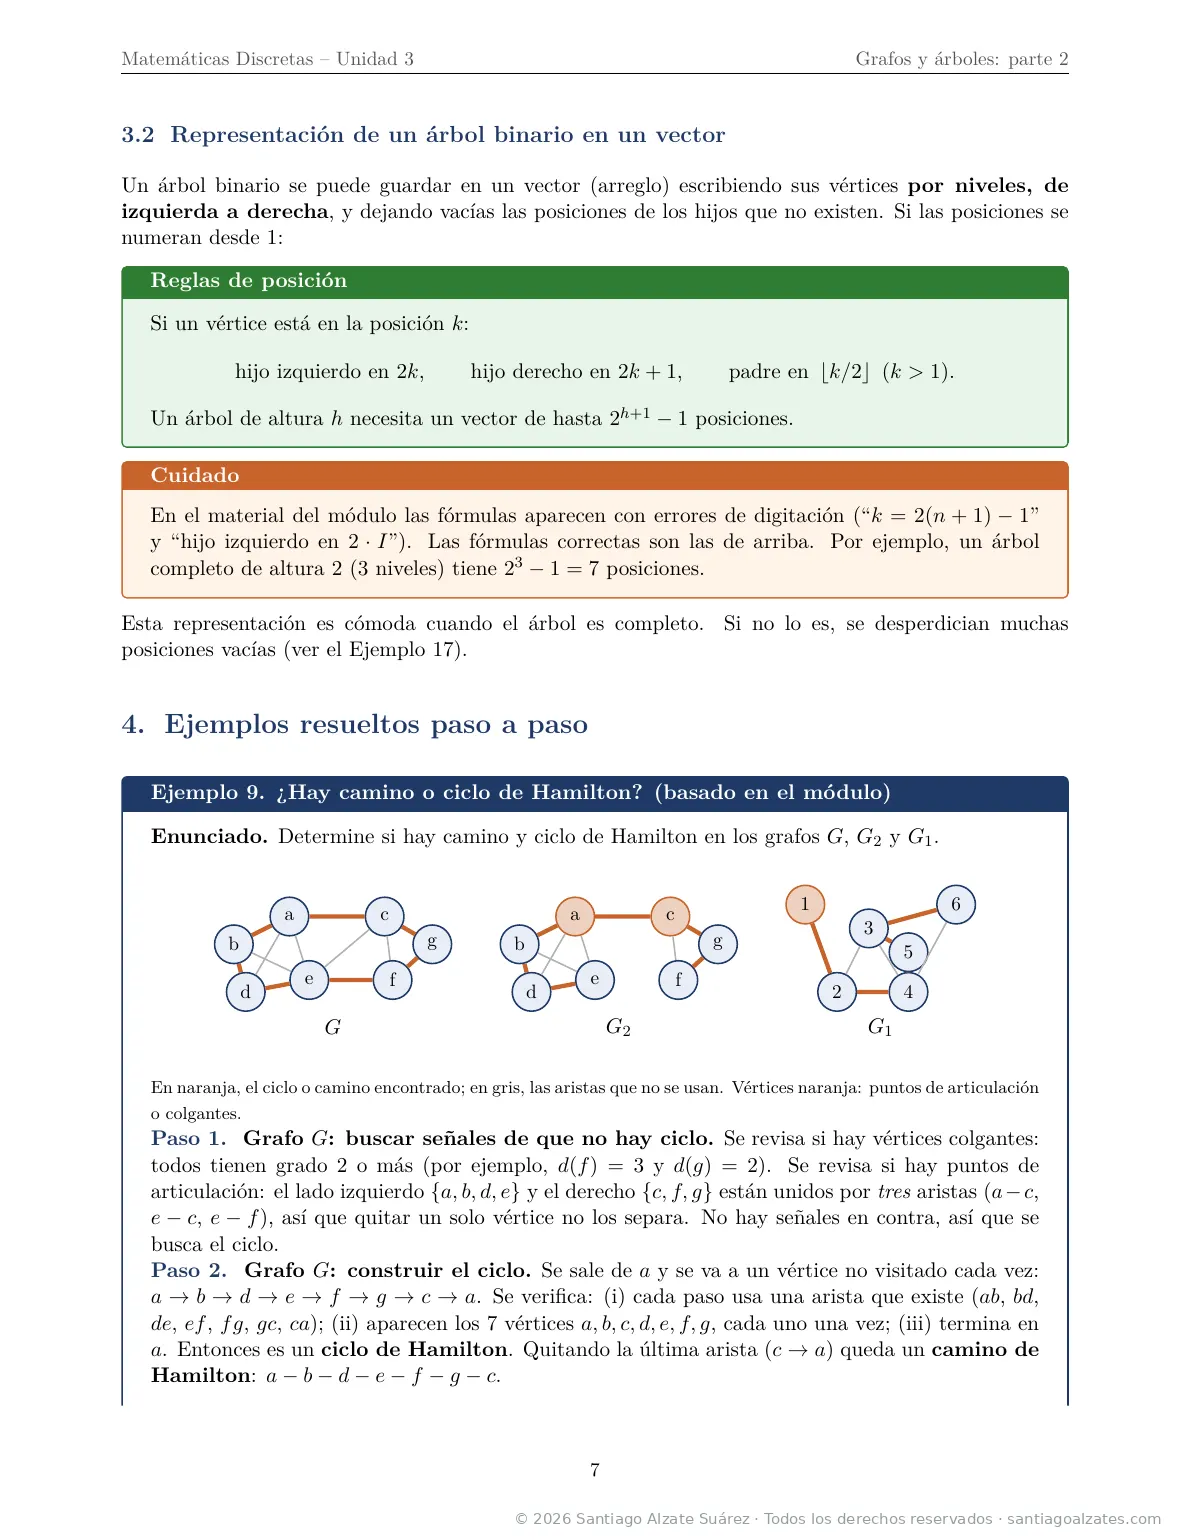 Matemáticas Discretas – Unidad 3 Grafos y árboles: parte 2
3.2 Representación de un árbol binario en un vector
Un árbol binario se puede guardar en un vector (arreglo) escribiendo sus vértices por niveles, de
izquierda a derecha, y dejando vacías las posiciones de los hijos que no existen. Si las posiciones se
numeran desde 1:
Reglas de posición
Si un vértice está en la posición k:
hijo izquierdo en 2k, hijo derecho en 2k + 1, padre en ⌊k/2⌋ (k > 1).
Un árbol de altura h necesita un vector de hasta 2^{h+1} − 1 posiciones.
Cuidado
En el material del módulo las fórmulas aparecen con errores de digitación (“k = 2(n + 1) − 1”
y “hijo izquierdo en 2 · I”). Las fórmulas correctas son las de arriba. Por ejemplo, un árbol
completo de altura 2 (3 niveles) tiene 2³ − 1 = 7 posiciones.
Esta representación es cómoda cuando el árbol es completo. Si no lo es, se desperdician muchas
posiciones vacías (ver el Ejemplo 17).
4. Ejemplos resueltos paso a paso
Ejemplo 9. ¿Hay camino o ciclo de Hamilton? (basado en el módulo)
Enunciado. Determine si hay camino y ciclo de Hamilton en los grafos G, G₂ y G₁.
a c b g e f d
G
a c b g e f d
G₂
1 6 3 5 2 4
G₁
En naranja, el ciclo o camino encontrado; en gris, las aristas que no se usan. Vértices naranja: puntos de articulación
o colgantes.
Paso 1. Grafo G: buscar señales de que no hay ciclo. Se revisa si hay vértices colgantes:
todos tienen grado 2 o más (por ejemplo, d(f) = 3 y d(g) = 2). Se revisa si hay puntos de
articulación: el lado izquierdo {a, b, d, e} y el derecho {c, f, g} están unidos por tres aristas (a − c,
e − c, e − f), así que quitar un solo vértice no los separa. No hay señales en contra, así que se
busca el ciclo.
Paso 2. Grafo G: construir el ciclo. Se sale de a y se va a un vértice no visitado cada vez:
a → b → d → e → f → g → c → a. Se verifica: (i) cada paso usa una arista que existe (ab, bd,
de, ef, fg, gc, ca); (ii) aparecen los 7 vértices a, b, c, d, e, f, g, cada uno una vez; (iii) termina en
a. Entonces es un ciclo de Hamilton. Quitando la última arista (c → a) queda un camino de
Hamilton: a − b − d − e − f − g − c.
7
© 2026 Santiago Alzate Suárez · Todos los derechos reservados · santiagoalzates.com